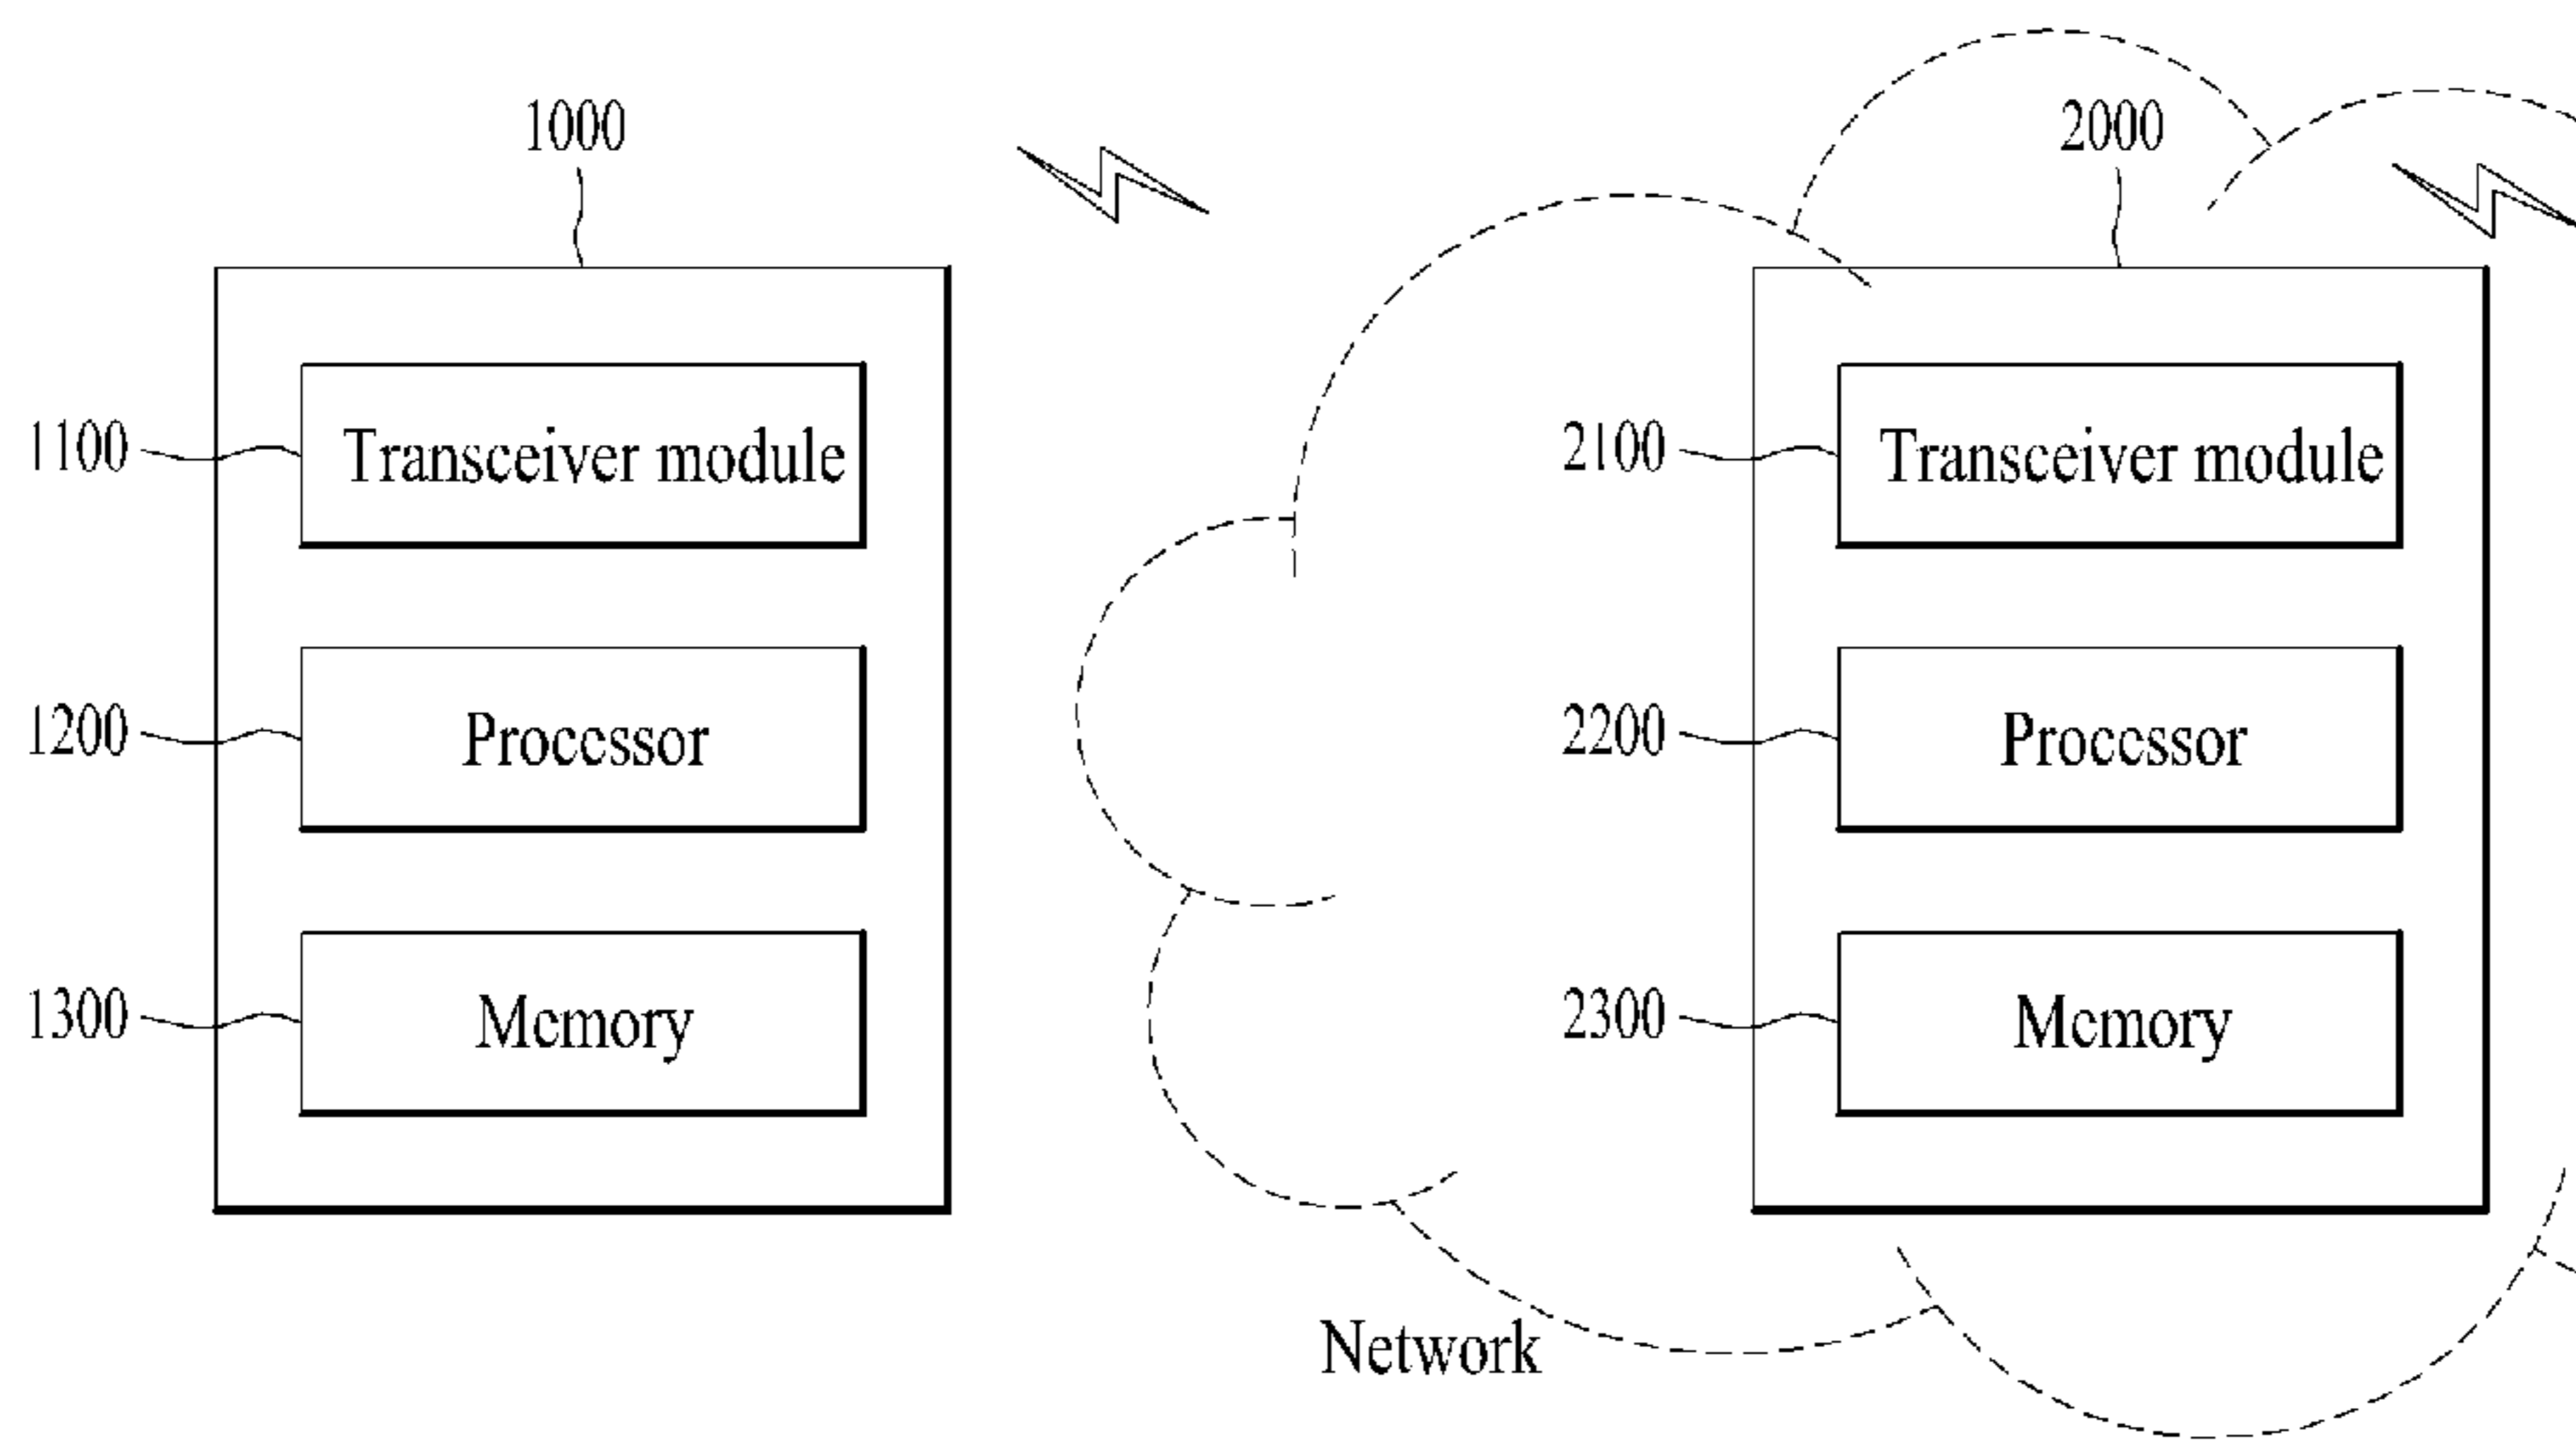 1000
2000
1100
Transceiver module
2100
Transceiver module
1200
Processor
2200
Processor
1300
Memory
2300
Memory
Network